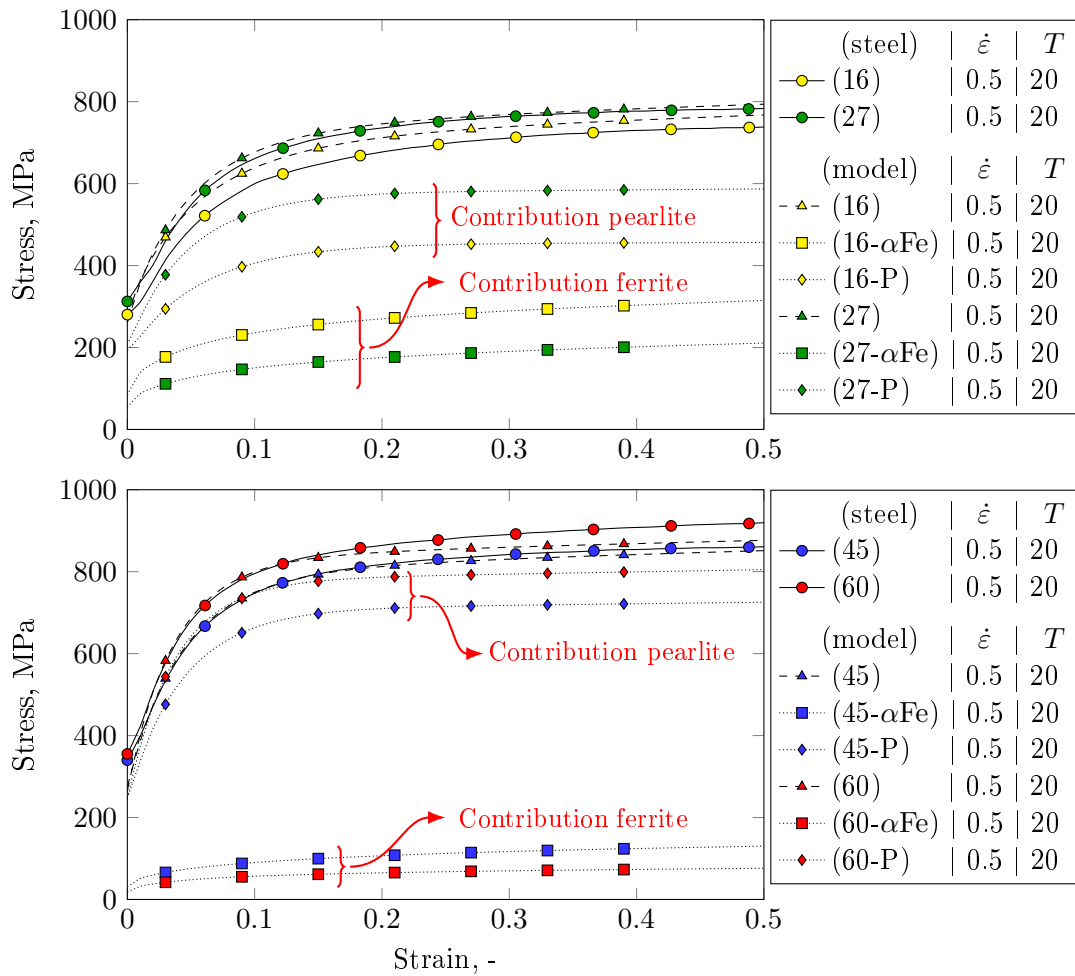 1000
800
600
400
200
0
Stress, MPa
0
0.1
0.2
0.3
0.4
0.5
Contribution pearlite
Contribution ferrite
(steel) | ε̇ | T
(16) | 0.5 | 20
(27) | 0.5 | 20
(model) | ε̇ | T
(16) | 0.5 | 20
(16-αFe) | 0.5 | 20
(16-P) | 0.5 | 20
(27) | 0.5 | 20
(27-αFe) | 0.5 | 20
(27-P) | 0.5 | 20
1000
800
600
400
200
0
Stress, MPa
0
0.1
0.2
0.3
0.4
0.5
Strain, -
Contribution pearlite
Contribution ferrite
(steel) | ε̇ | T
(45) | 0.5 | 20
(60) | 0.5 | 20
(model) | ε̇ | T
(45) | 0.5 | 20
(45-αFe) | 0.5 | 20
(45-P) | 0.5 | 20
(60) | 0.5 | 20
(60-αFe) | 0.5 | 20
(60-P) | 0.5 | 20